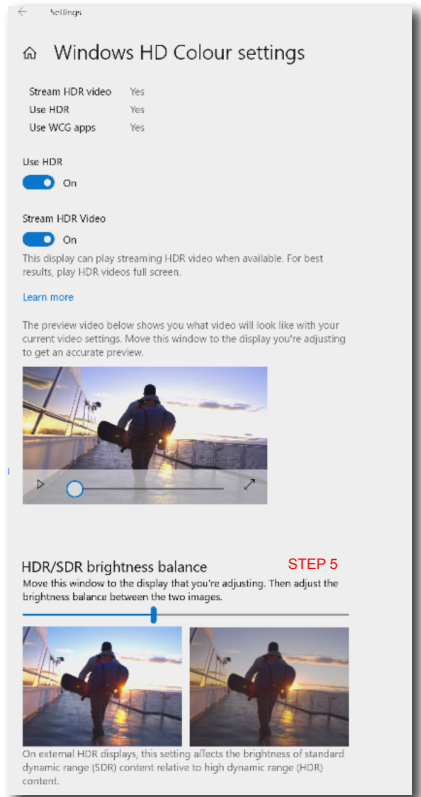 Settings
Windows HD Colour settings
Stream HDR video Yes
Use HDR Yes
Use WCG apps Yes
Use HDR
On
Stream HDR Video
On
This display can play streaming HDR video when available. For best
results, play HDR videos full screen.
Learn more
The preview video below shows you what video will look like with your
current video settings. Move this window to the display you're adjusting
to get an accurate preview.
HDR/SDR brightness balance STEP 5
Move this window to the display that you're adjusting. Then adjust the
brightness balance between the two images.
On external HDR displays, this setting affects the brightness of standard
dynamic range (SDR) content relative to high dynamic range (HDR)
content.